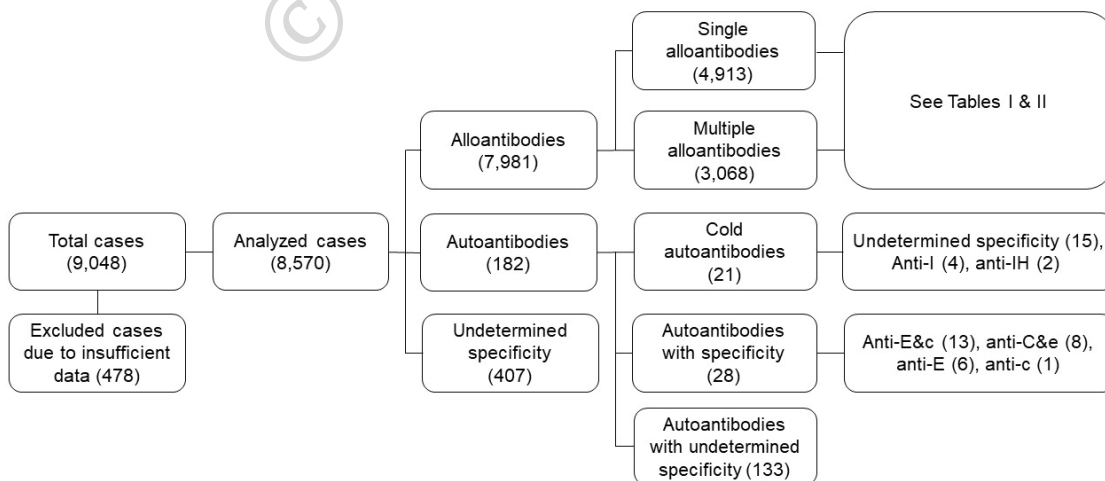 ©
Single
alloantibodies
(4,913)
See Tables I & II
Alloantibodies
(7,981)
Multiple
alloantibodies
(3,068)
Total cases
(9,048)
Analyzed cases
(8,570)
Autoantibodies
(182)
Cold
autoantibodies
(21)
Undetermined specificity (15),
Anti-I (4), anti-IH (2)
Excluded cases
due to insufficient
data (478)
Undetermined
specificity
(407)
Autoantibodies
with specificity
(28)
Anti-E&c (13), anti-C&e (8),
anti-E (6), anti-c (1)
Autoantibodies
with undetermined
specificity (133)